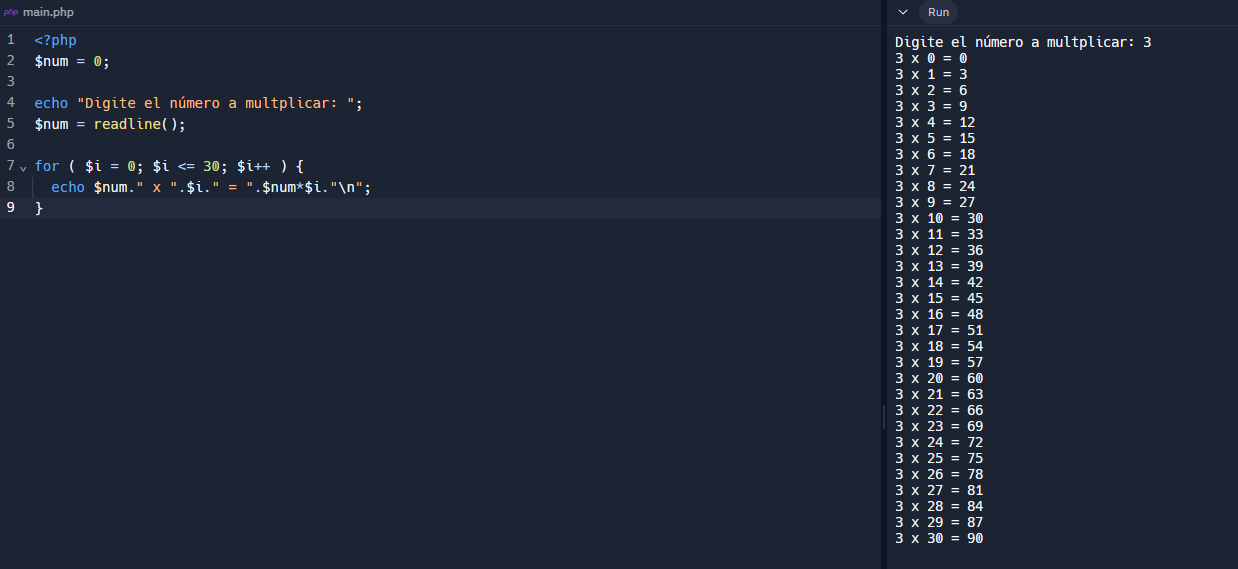 php main.php
1 <?php
2 $num = 0;
3
4 echo "Digite el número a multplicar: ";
5 $num = readline();
6
7 for ( $i = 0; $i <= 30; $i++ ) {
8 echo $num." x ".$i." = ".$num*$i."\n";
9 }
Run
Digite el número a multplicar: 3
3 x 0 = 0
3 x 1 = 3
3 x 2 = 6
3 x 3 = 9
3 x 4 = 12
3 x 5 = 15
3 x 6 = 18
3 x 7 = 21
3 x 8 = 24
3 x 9 = 27
3 x 10 = 30
3 x 11 = 33
3 x 12 = 36
3 x 13 = 39
3 x 14 = 42
3 x 15 = 45
3 x 16 = 48
3 x 17 = 51
3 x 18 = 54
3 x 19 = 57
3 x 20 = 60
3 x 21 = 63
3 x 22 = 66
3 x 23 = 69
3 x 24 = 72
3 x 25 = 75
3 x 26 = 78
3 x 27 = 81
3 x 28 = 84
3 x 29 = 87
3 x 30 = 90